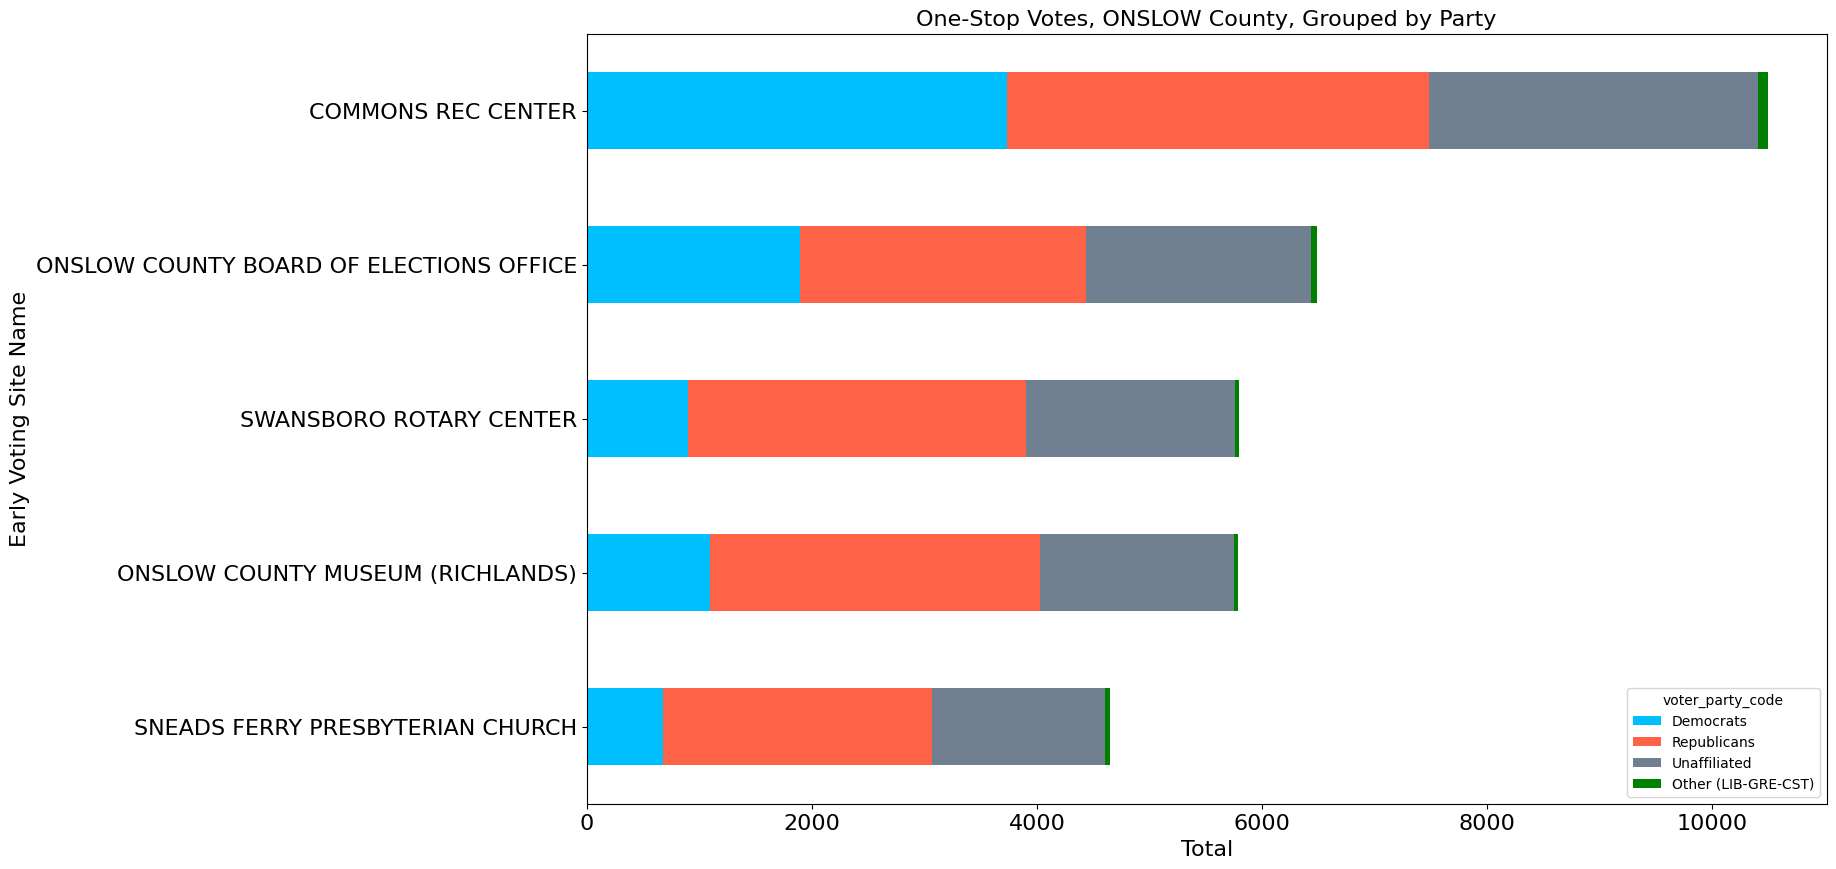 One-Stop Votes, ONSLOW County, Grouped by Party
Early Voting Site Name
COMMONS REC CENTER
ONSLOW COUNTY BOARD OF ELECTIONS OFFICE
SWANSBORO ROTARY CENTER
ONSLOW COUNTY MUSEUM (RICHLANDS)
SNEADS FERRY PRESBYTERIAN CHURCH
voter_party_code
Democrats
Republicans
Unaffiliated
Other (LIB-GRE-CST)
0 2000 4000 6000 8000 10000
Total